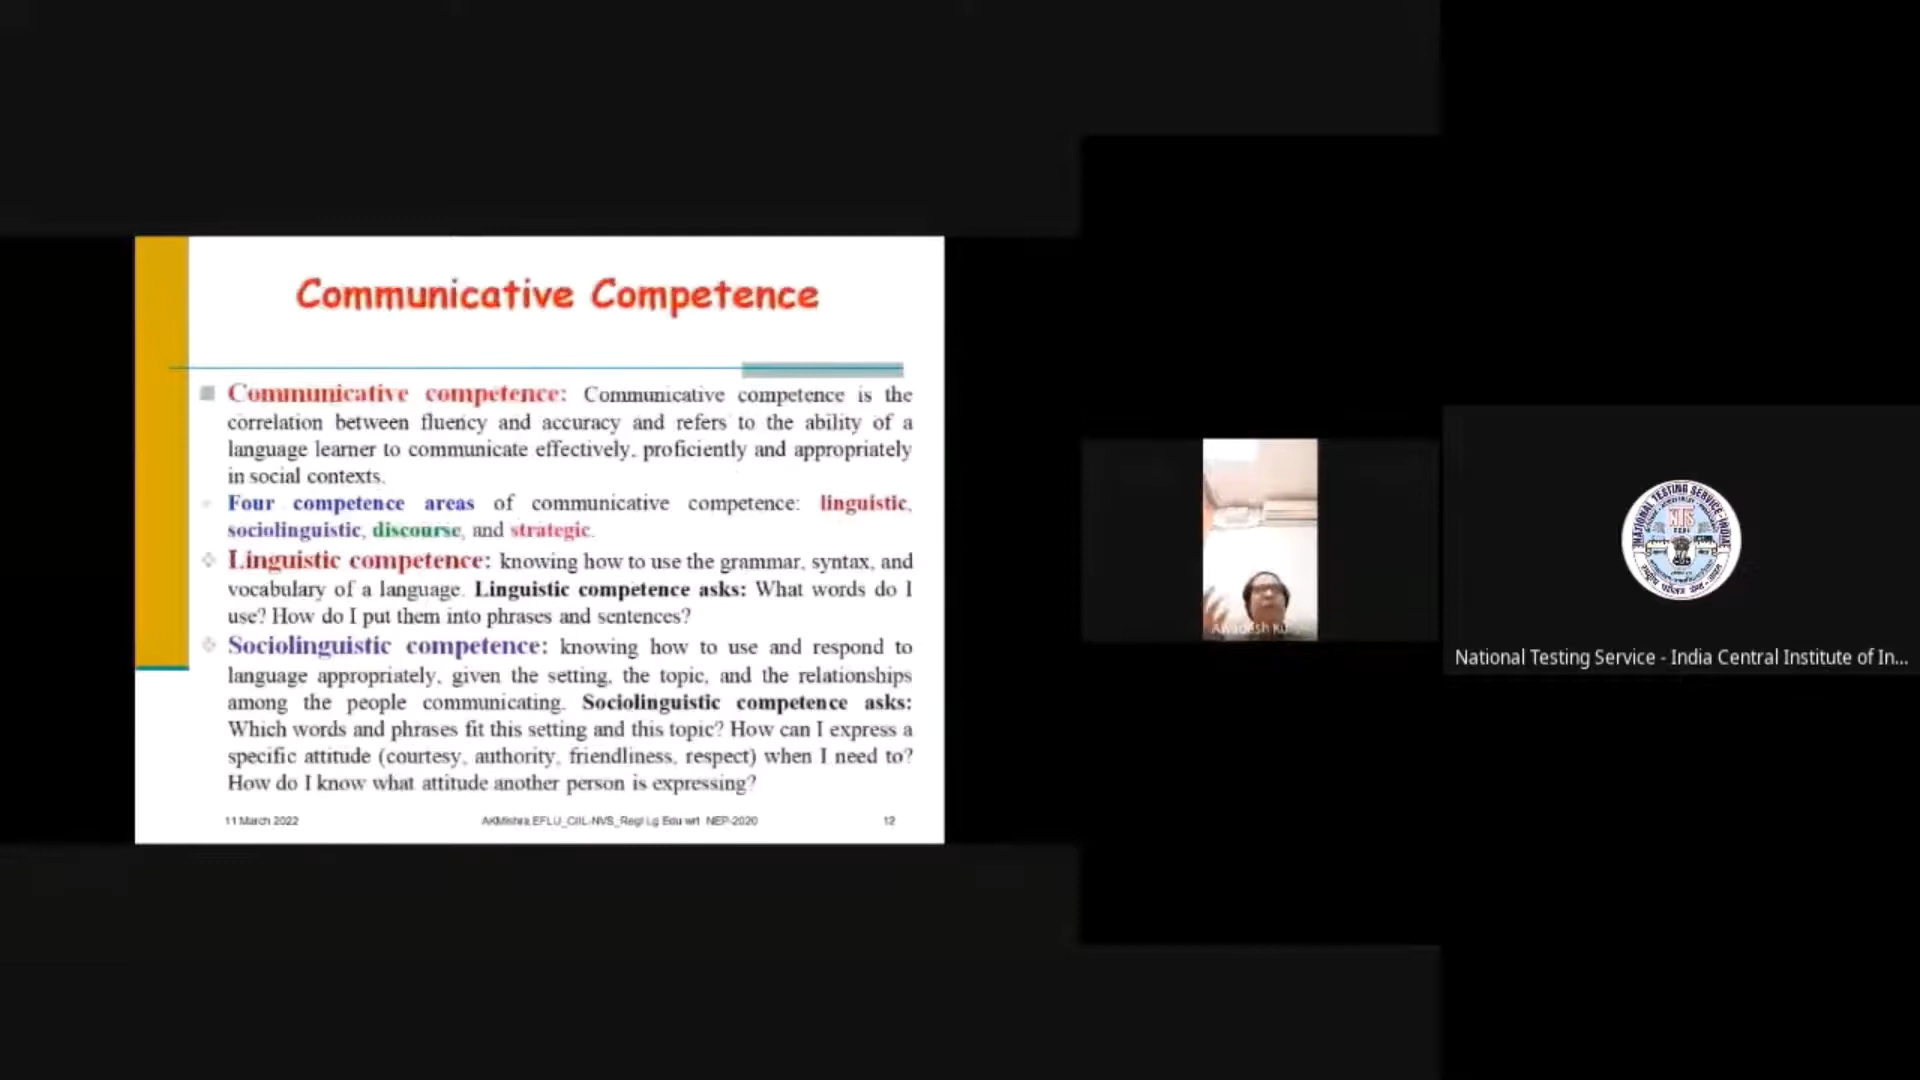 Communicative Competence
Communicative competence: Communicative competence is the
correlation between fluency and accuracy and refers to the ability of a
language learner to communicate effectively, proficiently and appropriately
in social contexts.
Four competence areas of communicative competence: linguistic,
sociolinguistic, discourse, and strategic.
Linguistic competence: knowing how to use the grammar, syntax, and
vocabulary of a language. Linguistic competence asks: What words do I
use? How do I put them into phrases and sentences?
Sociolinguistic competence: knowing how to use and respond to
language appropriately, given the setting, the topic, and the relationships
among the people communicating. Sociolinguistic competence asks:
Which words and phrases fit this setting and this topic? How can I express a
specific attitude (courtesy, authority, friendliness, respect) when I need to?
How do I know what attitude another person is expressing?
11 March 2022
AKMishra.EFLU_CIIL-NVS_Regl Lg Edu wrt NEP-2020
12
Awadesh Ku
NATIONAL TESTING SERVICE-INDIA
NTS
National Testing Service - India Central Institute of In...